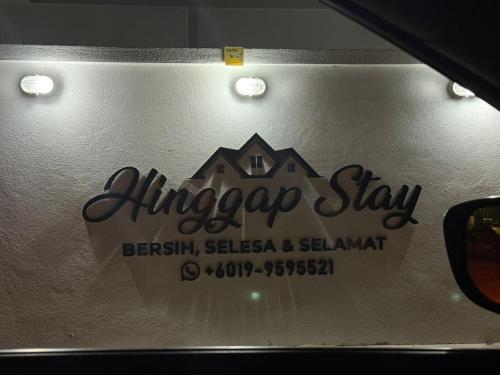 Hinggap Stay
BERSIH, SELESA & SELAMAT
+6019-9595521